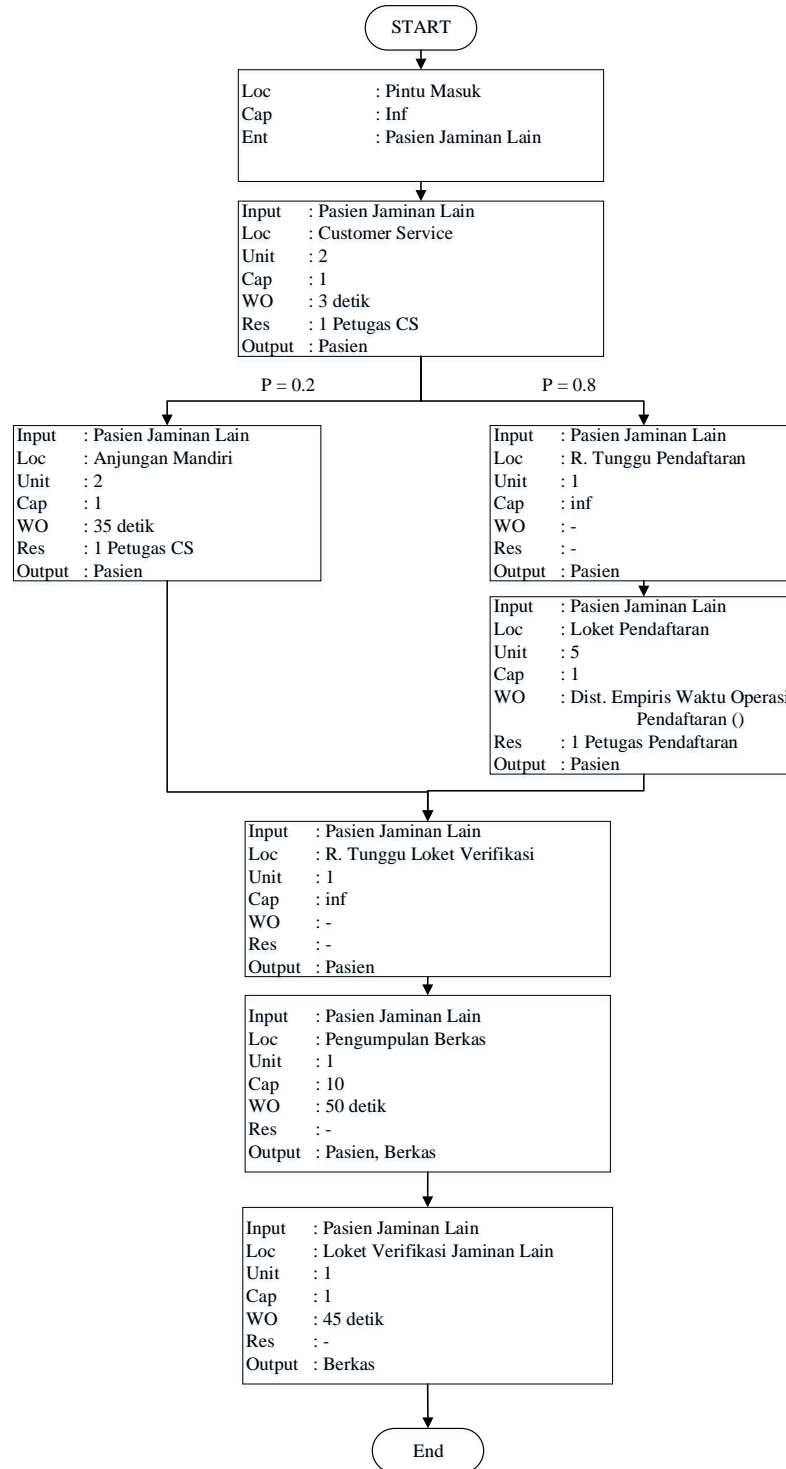 START
Loc : Pintu Masuk
Cap : Inf
Ent : Pasien Jaminan Lain
Input : Pasien Jaminan Lain
Loc : Customer Service
Unit : 2
Cap : 1
WO : 3 detik
Res : 1 Petugas CS
Output : Pasien
P = 0.2
P = 0.8
Input : Pasien Jaminan Lain
Loc : Anjungan Mandiri
Unit : 2
Cap : 1
WO : 35 detik
Res : 1 Petugas CS
Output : Pasien
Input : Pasien Jaminan Lain
Loc : R. Tunggu Pendaftaran
Unit : 1
Cap : inf
WO : -
Res : -
Output : Pasien
Input : Pasien Jaminan Lain
Loc : Loket Pendaftaran
Unit : 5
Cap : 1
WO : Dist. Empiris Waktu Operasi
Pendaftaran ()
Res : 1 Petugas Pendaftaran
Output : Pasien
Input : Pasien Jaminan Lain
Loc : R. Tunggu Loket Verifikasi
Unit : 1
Cap : inf
WO : -
Res : -
Output : Pasien
Input : Pasien Jaminan Lain
Loc : Pengumpulan Berkas
Unit : 1
Cap : 10
WO : 50 detik
Res : -
Output : Pasien, Berkas
Input : Pasien Jaminan Lain
Loc : Loket Verifikasi Jaminan Lain
Unit : 1
Cap : 1
WO : 45 detik
Res : -
Output : Berkas
End